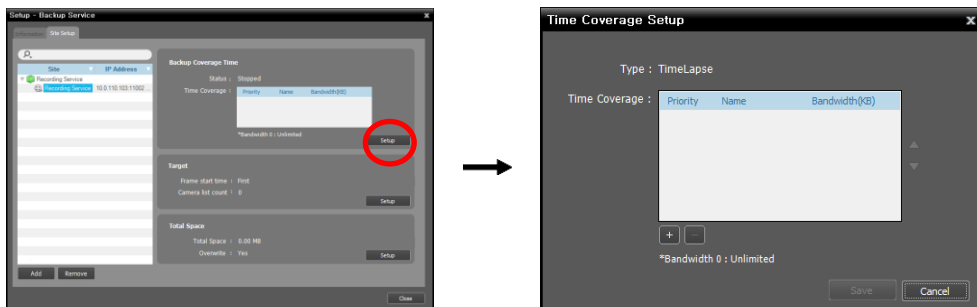 Setup - Backup Service
x
Information
Site Setup
Site
IP Address
Recording Service
Recording Service
10.0.110.103:11002...
Backup Coverage Time
Status : Stopped
Time Coverage :
Priority Name Bandwidth(KB)
*Bandwidth 0 : Unlimited
Setup
Target
Frame start time : First
Camera list count : 0
Setup
Total Space
Total Space : 0.00 MB
Overwrite : Yes
Setup
Add
Remove
Close
Time Coverage Setup
x
Type : TimeLapse
Time Coverage :
Priority Name Bandwidth(KB)
+
-
*Bandwidth 0 : Unlimited
Save
Cancel